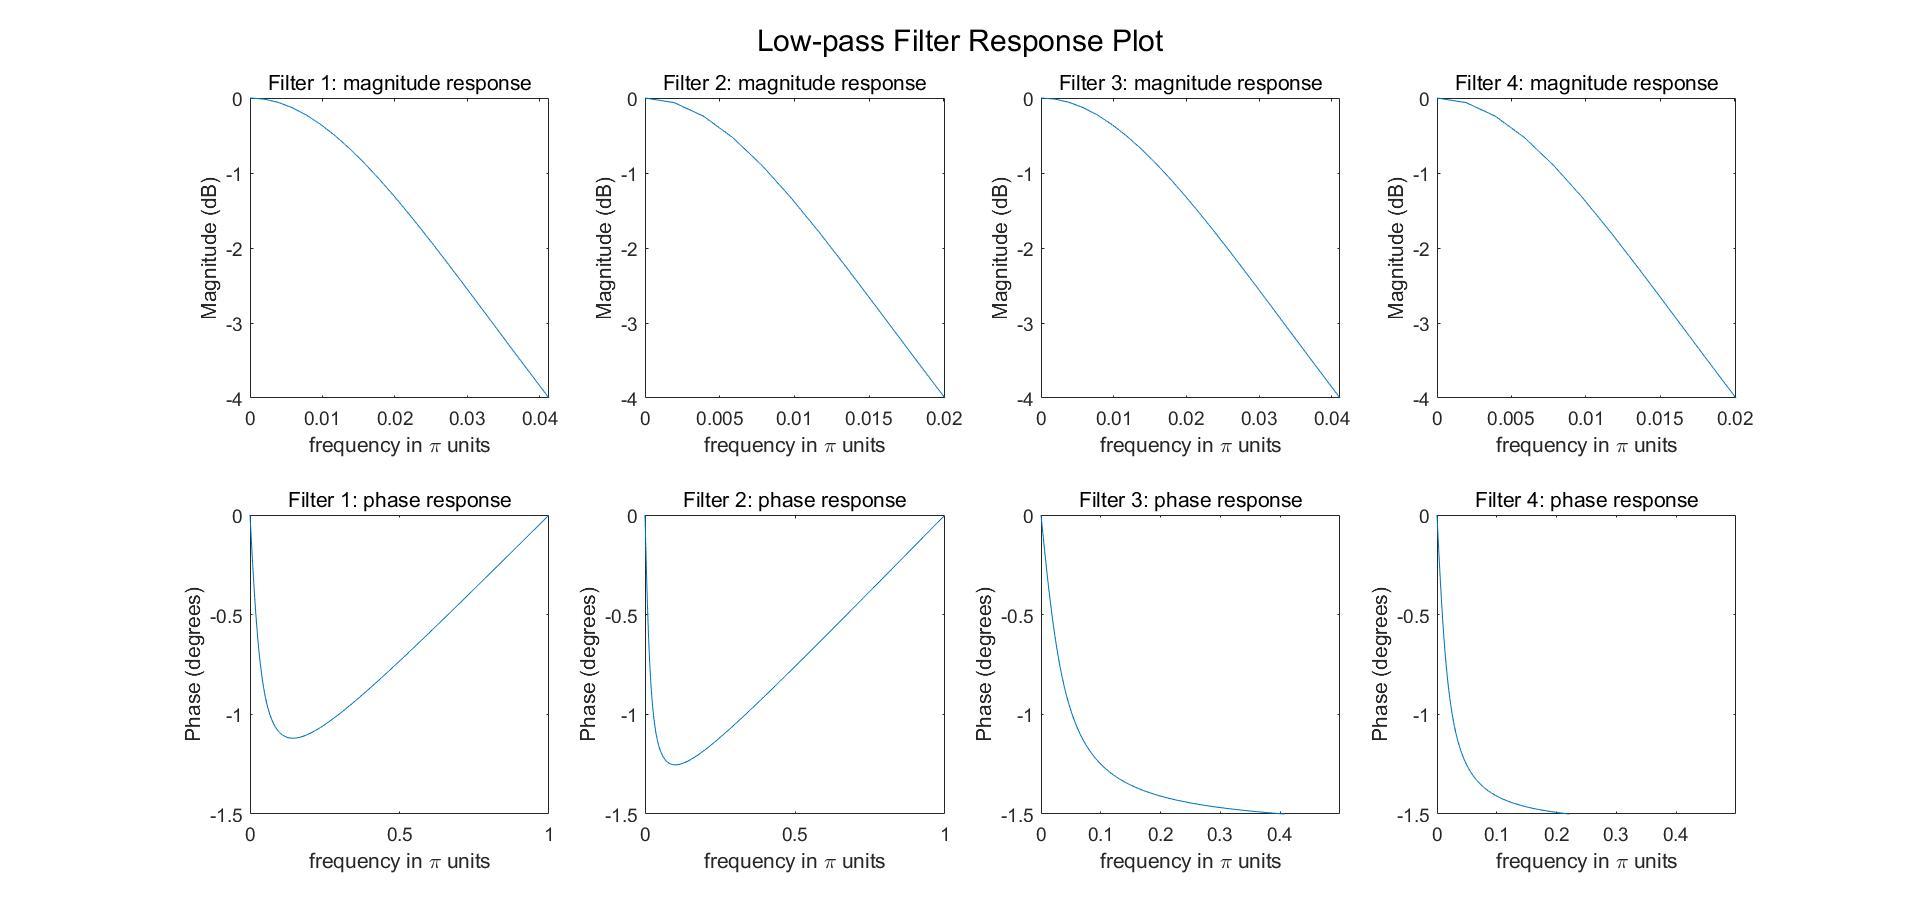 Low-pass Filter Response Plot
Filter 1: magnitude response
0
-1
-2
-3
-4
Magnitude (dB)
0 0.01 0.02 0.03 0.04
frequency in π units
Filter 2: magnitude response
0
-1
-2
-3
-4
Magnitude (dB)
0 0.005 0.01 0.015 0.02
frequency in π units
Filter 3: magnitude response
0
-1
-2
-3
-4
Magnitude (dB)
0 0.01 0.02 0.03 0.04
frequency in π units
Filter 4: magnitude response
0
-1
-2
-3
-4
Magnitude (dB)
0 0.005 0.01 0.015 0.02
frequency in π units
Filter 1: phase response
0
-0.5
-1
-1.5
Phase (degrees)
0 0.5 1
frequency in π units
Filter 2: phase response
0
-0.5
-1
-1.5
Phase (degrees)
0 0.5 1
frequency in π units
Filter 3: phase response
0
-0.5
-1
-1.5
Phase (degrees)
0 0.1 0.2 0.3 0.4
frequency in π units
Filter 4: phase response
0
-0.5
-1
-1.5
Phase (degrees)
0 0.1 0.2 0.3 0.4
frequency in π units